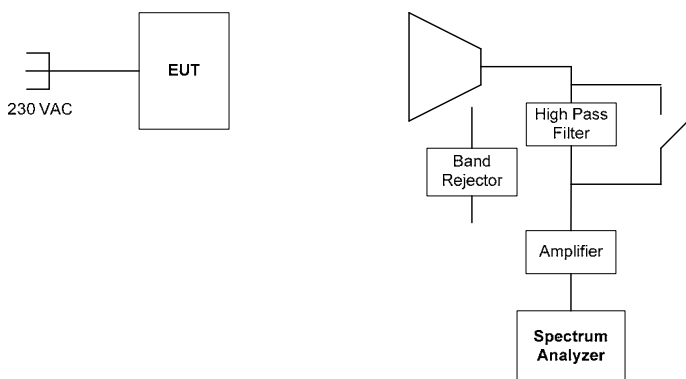 EUT
230 VAC
High Pass
Filter
Band
Rejector
Amplifier
Spectrum
Analyzer